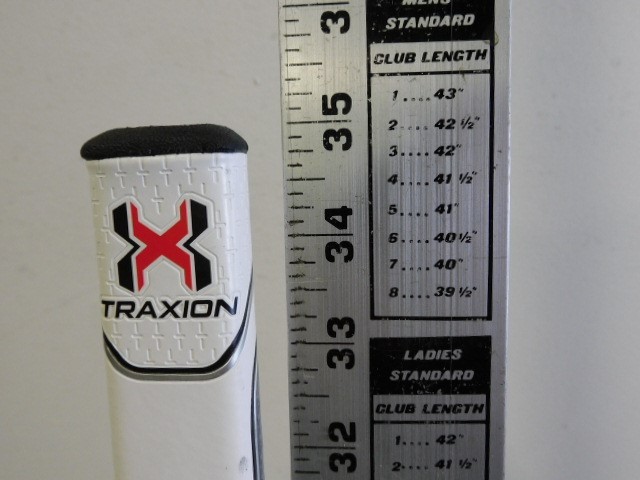 TRAXION
3
35
34
33
32
MENS
STANDARD
CLUB LENGTH
1 .... 43"
2 .... 42 ½"
3 .... 42"
4 .... 41 ½"
5 .... 41"
6 .... 40 ½"
7 .... 40"
8 .... 39 ½"
LADIES
STANDARD
CLUB LENGTH
1 .... 42"
2 .... 41 ½"